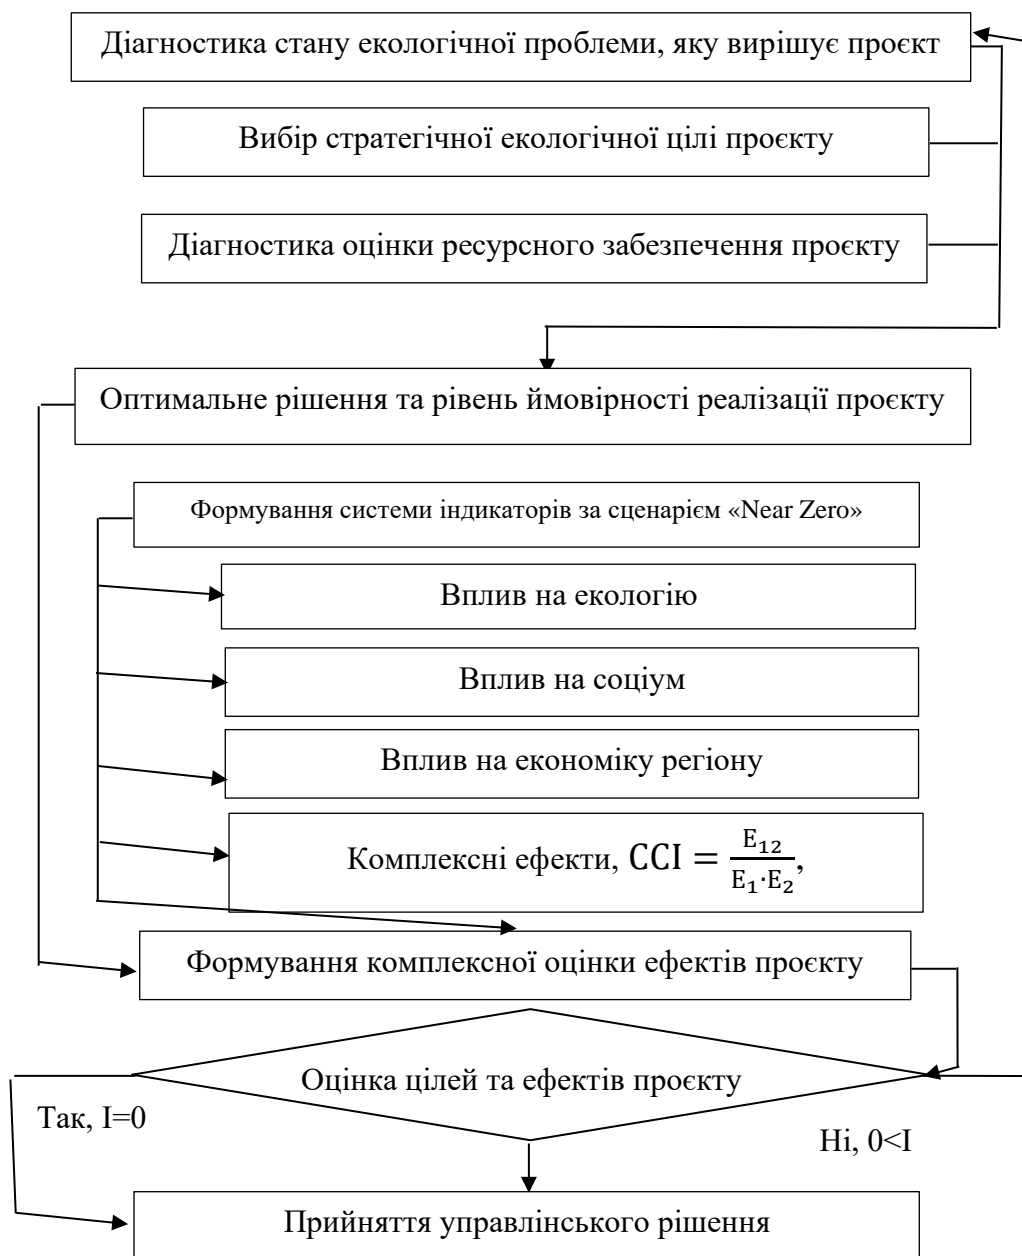 Діагностика стану екологічної проблеми, яку вирішує проєкт
Вибір стратегічної екологічної цілі проєкту
Діагностика оцінки ресурсного забезпечення проєкту
Оптимальне рішення та рівень ймовірності реалізації проєкту
Формування системи індикаторів за сценарієм «Near Zero»
Вплив на екологію
Вплив на соціум
Вплив на економіку регіону
Комплексні ефекти, CCI = E₁₂/(E₁·E₂),
Формування комплексної оцінки ефектів проєкту
Оцінка цілей та ефектів проєкту
Так, I=0
Ні, 0<I
Прийняття управлінського рішення